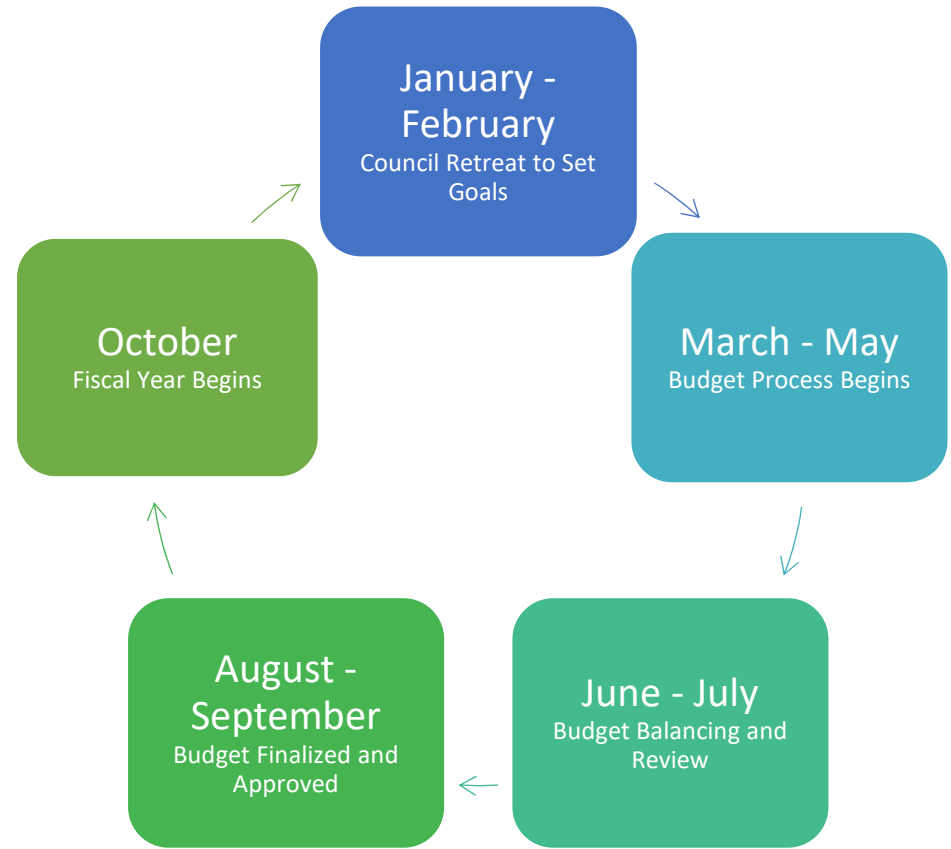 January -
February
Council Retreat to Set
Goals
March - May
Budget Process Begins
June - July
Budget Balancing and
Review
August -
September
Budget Finalized and
Approved
October
Fiscal Year Begins